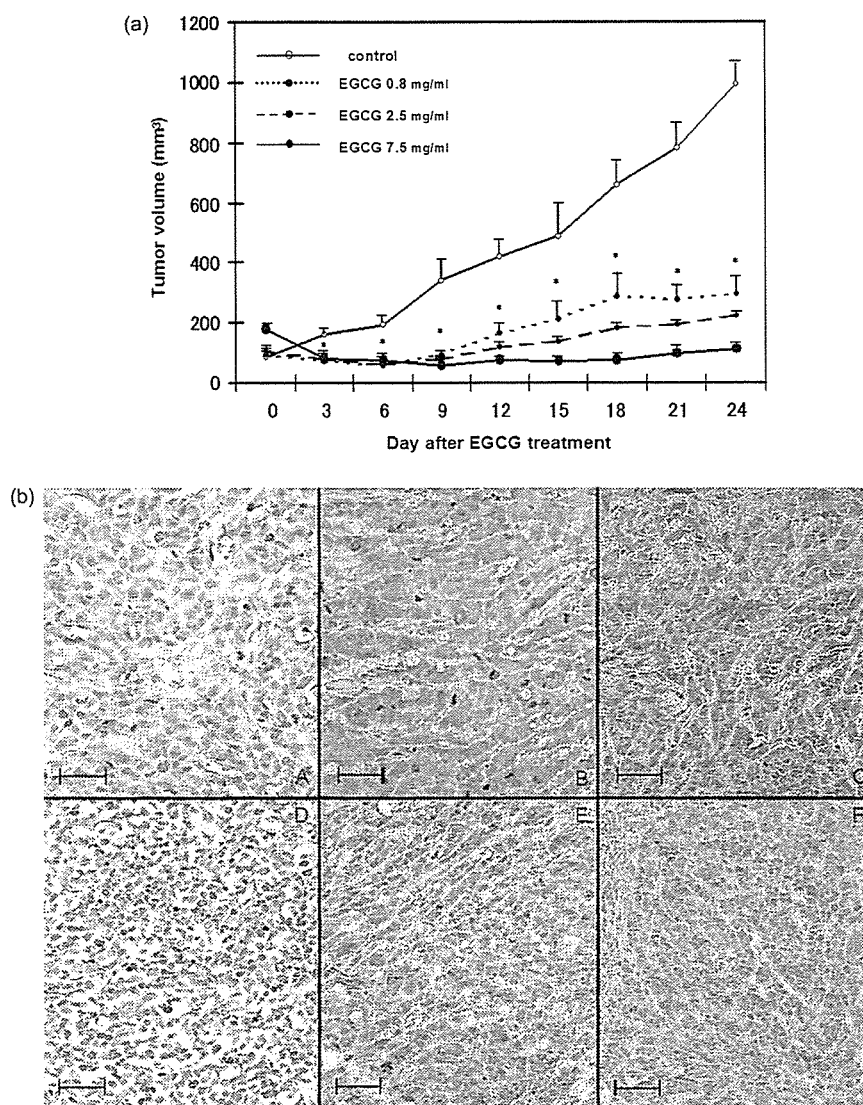 (a)
1200
1000
800
600
400
200
0
Tumor volume (mm³)
control
EGCG 0.8 mg/ml
EGCG 2.5 mg/ml
EGCG 7.5 mg/ml
* * * * * * * *
0 3 6 9 12 15 18 21 24
Day after EGCG treatment
(b)
A B C
D E F